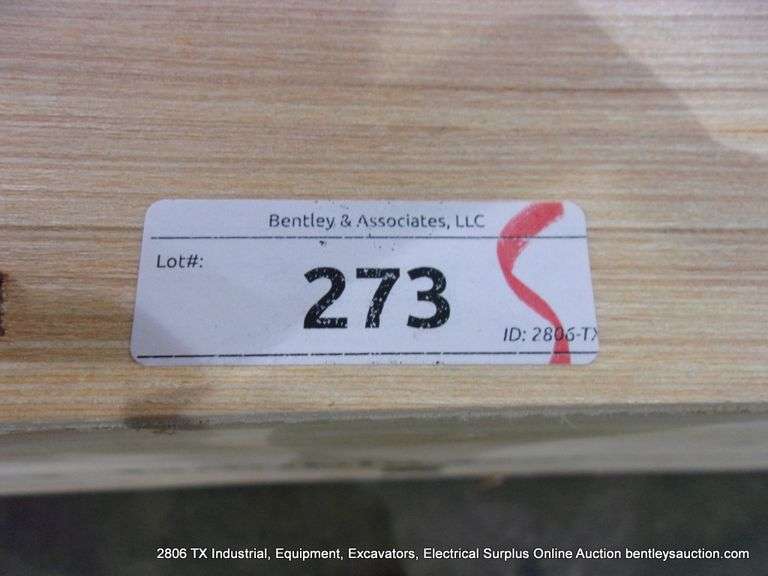 Bentley & Associates, LLC
Lot#:
273
ID: 2806-TX
2806 TX Industrial, Equipment, Excavators, Electrical Surplus Online Auction bentleysauction.com